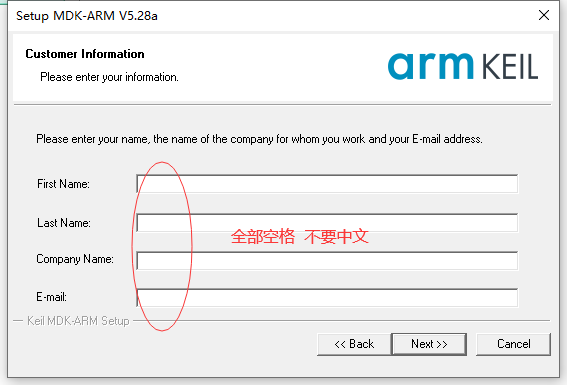 Setup MDK-ARM V5.28a
Customer Information
Please enter your information.
arm KEIL
Please enter your name, the name of the company for whom you work and your E-mail address.
First Name:
Last Name:
全部空格 不要中文
Company Name:
E-mail:
Keil MDK-ARM Setup
<< Back
Next >>
Cancel